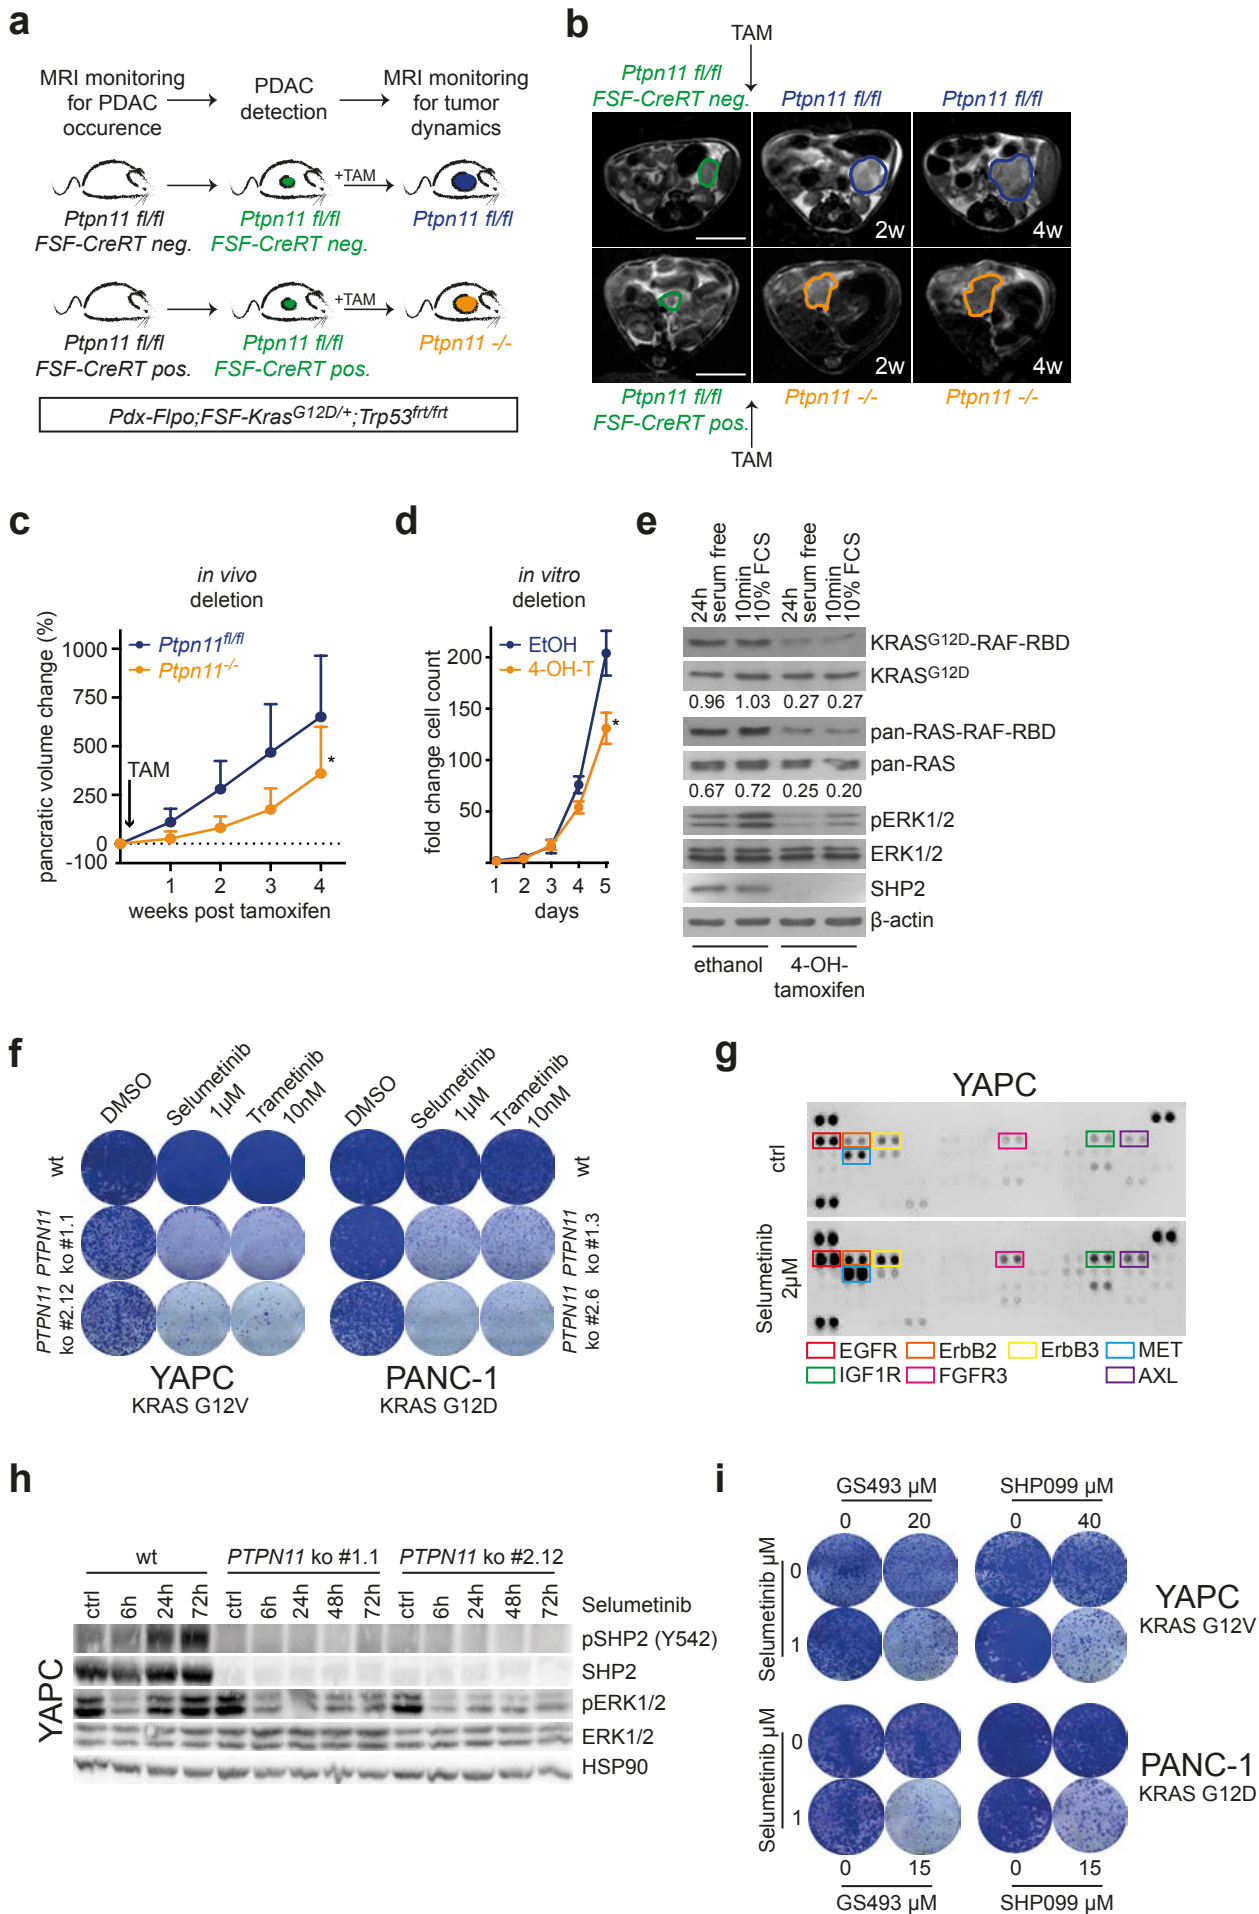 a
MRI monitoring
for PDAC
occurence
PDAC
detection
MRI monitoring
for tumor
dynamics
+TAM
Ptpn11 fl/fl
FSF-CreRT neg.
Ptpn11 fl/fl
FSF-CreRT neg.
Ptpn11 fl/fl
+TAM
Ptpn11 fl/fl
FSF-CreRT pos.
Ptpn11 fl/fl
FSF-CreRT pos.
Ptpn11 -/-
Pdx-Flpo;FSF-Kras^G12D/+;Trp53^frt/frt
b
TAM
Ptpn11 fl/fl
FSF-CreRT neg.
Ptpn11 fl/fl
Ptpn11 fl/fl
2w
4w
2w
4w
Ptpn11 fl/fl
FSF-CreRT pos.
Ptpn11 -/-
Ptpn11 -/-
TAM
c
in vivo
deletion
pancratic volume change (%)
1000
750
500
250
0
-100
Ptpn11^fl/fl
Ptpn11^-/-
TAM
*
1 2 3 4
weeks post tamoxifen
d
in vitro
deletion
fold change cell count
200
150
100
50
EtOH
4-OH-T
*
1 2 3 4 5
days
e
24h
serum free
10min
10% FCS
24h
serum free
10min
10% FCS
KRAS^G12D-RAF-RBD
KRAS^G12D
0.96 1.03 0.27 0.27
pan-RAS-RAF-RBD
pan-RAS
0.67 0.72 0.25 0.20
pERK1/2
ERK1/2
SHP2
β-actin
ethanol
4-OH-
tamoxifen
f
DMSO
Selumetinib
1µM
Trametinib
10nM
DMSO
Selumetinib
1µM
Trametinib
10nM
wt
PTPN11
ko #1.1
PTPN11
ko #2.12
wt
PTPN11
ko #1.3
PTPN11
ko #2.6
YAPC
KRAS G12V
PANC-1
KRAS G12D
g
YAPC
ctrl
Selumetinib
2µM
EGFR ErbB2 ErbB3 MET
IGF1R FGFR3 AXL
h
wt PTPN11 ko #1.1 PTPN11 ko #2.12
ctrl 6h 24h 72h ctrl 6h 24h 48h 72h ctrl 6h 24h 48h 72h Selumetinib
YAPC
pSHP2 (Y542)
SHP2
pERK1/2
ERK1/2
HSP90
i
GS493 µM SHP099 µM
0 20 0 40
Selumetinib µM
0
1
YAPC
KRAS G12V
Selumetinib µM
0
1
PANC-1
KRAS G12D
0 15 0 15
GS493 µM SHP099 µM